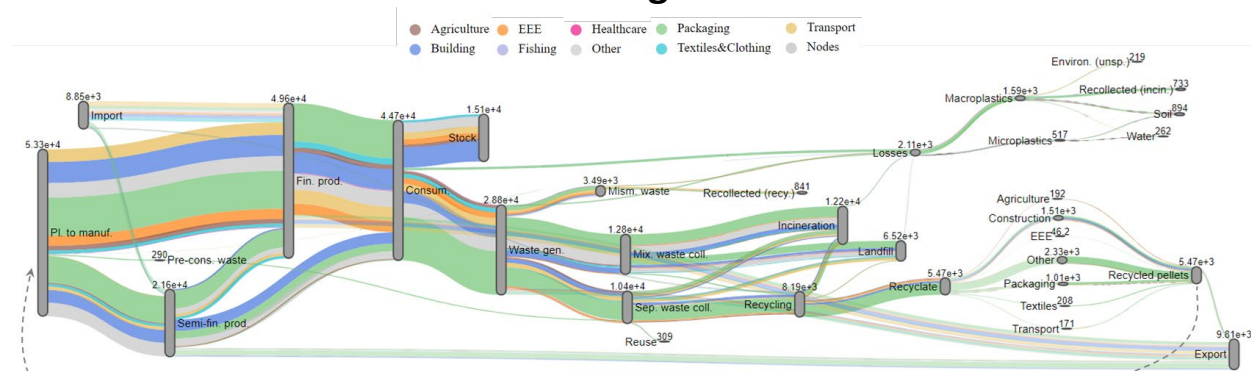 Agriculture EEE Healthcare Packaging Transport
Building Fishing Other Textiles&Clothing Nodes
5.33e+4
Pl. to manuf.
8.85e+3
Import
290
Pre-cons. waste
2.16e+4
Semi-fin. prod.
4.96e+4
Fin. prod.
4.47e+4
Consum.
1.51e+4
Stock
2.88e+4
Waste gen.
3.49e+3
Mism. waste
1.28e+4
Mix. waste coll.
1.04e+4
Sep. waste coll.
Reuse 309
Recollected (recy.) 841
1.22e+4
Incineration
6.52e+3
Landfill
8.19e+3
Recycling
2.11e+3
Losses
5.47e+3
Recyclate
1.59e+3
Macroplastics
Microplastics 517
Environ. (unsp.) 219
Recollected (incin.) 733
Soil 894
Water 262
Agriculture 192
Construction 1.51e+3
EEE 46.2
Other 2.33e+3
Packaging 1.01e+3
Textiles 208
Transport 171
5.47e+3
Recycled pellets
9.81e+3
Export